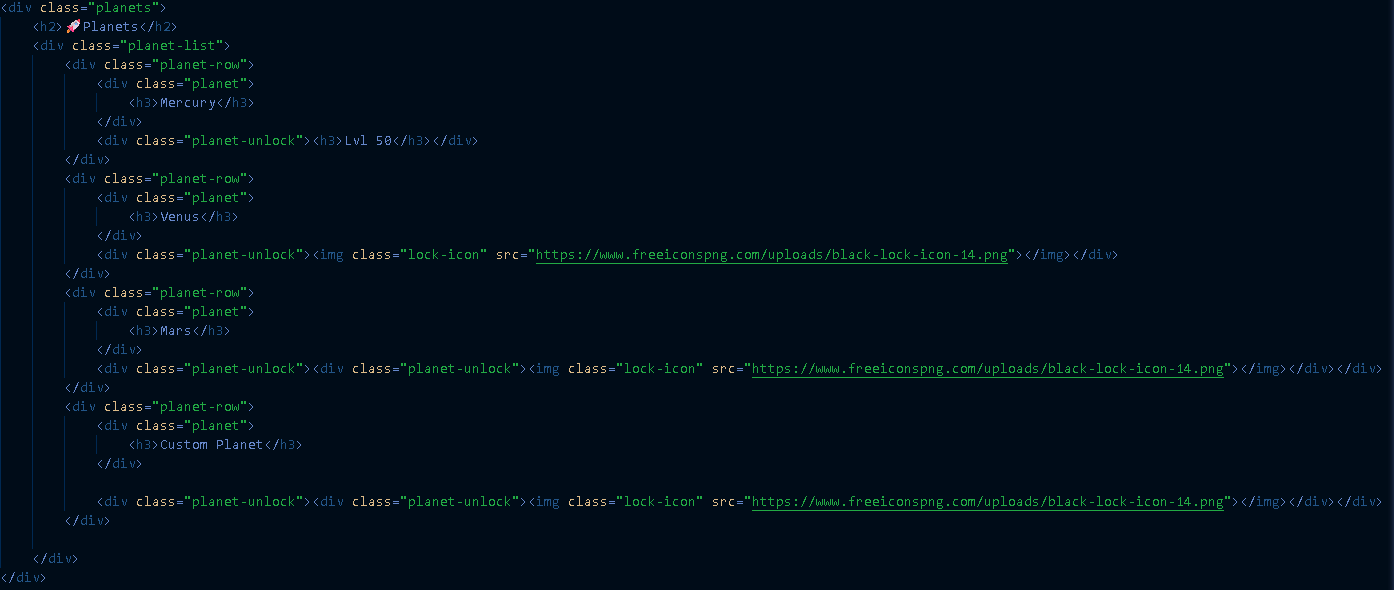 <div class="planets">
    <h2>🚀Planets</h2>
    <div class="planet-list">
        <div class="planet-row">
            <div class="planet">
                <h3>Mercury</h3>
            </div>
            <div class="planet-unlock"><h3>Lvl 50</h3></div>
        </div>
        <div class="planet-row">
            <div class="planet">
                <h3>Venus</h3>
            </div>
            <div class="planet-unlock"><img class="lock-icon" src="https://www.freeiconspng.com/uploads/black-lock-icon-14.png"></img></div>
        </div>
        <div class="planet-row">
            <div class="planet">
                <h3>Mars</h3>
            </div>
            <div class="planet-unlock"><div class="planet-unlock"><img class="lock-icon" src="https://www.freeiconspng.com/uploads/black-lock-icon-14.png"></img></div></div>
        </div>
        <div class="planet-row">
            <div class="planet">
                <h3>Custom Planet</h3>
            </div>

            <div class="planet-unlock"><div class="planet-unlock"><img class="lock-icon" src="https://www.freeiconspng.com/uploads/black-lock-icon-14.png"></img></div></div>
        </div>

    </div>
</div>